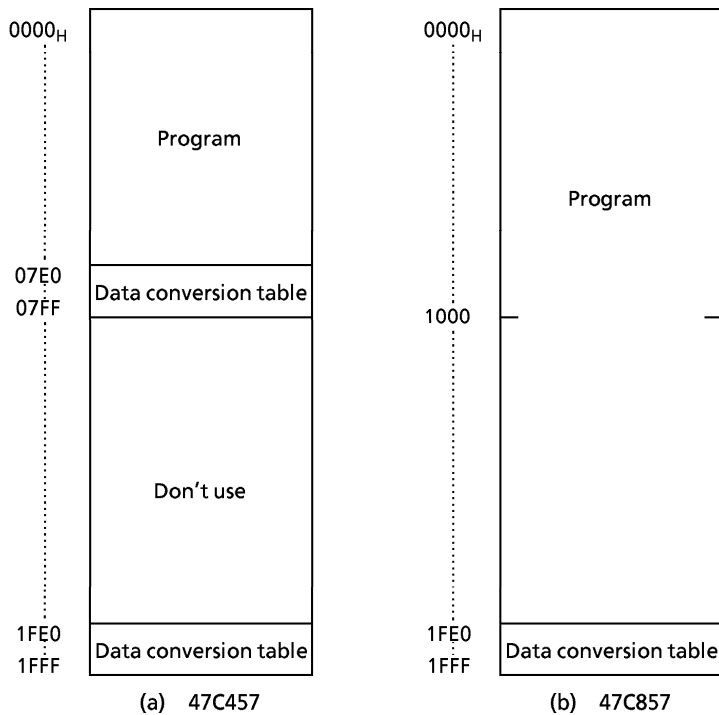 0000H
Program
07E0
Data conversion table
07FF
Don't use
1FE0
Data conversion table
1FFF
(a) 47C457
0000H
Program
1000
1FE0
Data conversion table
1FFF
(b) 47C857